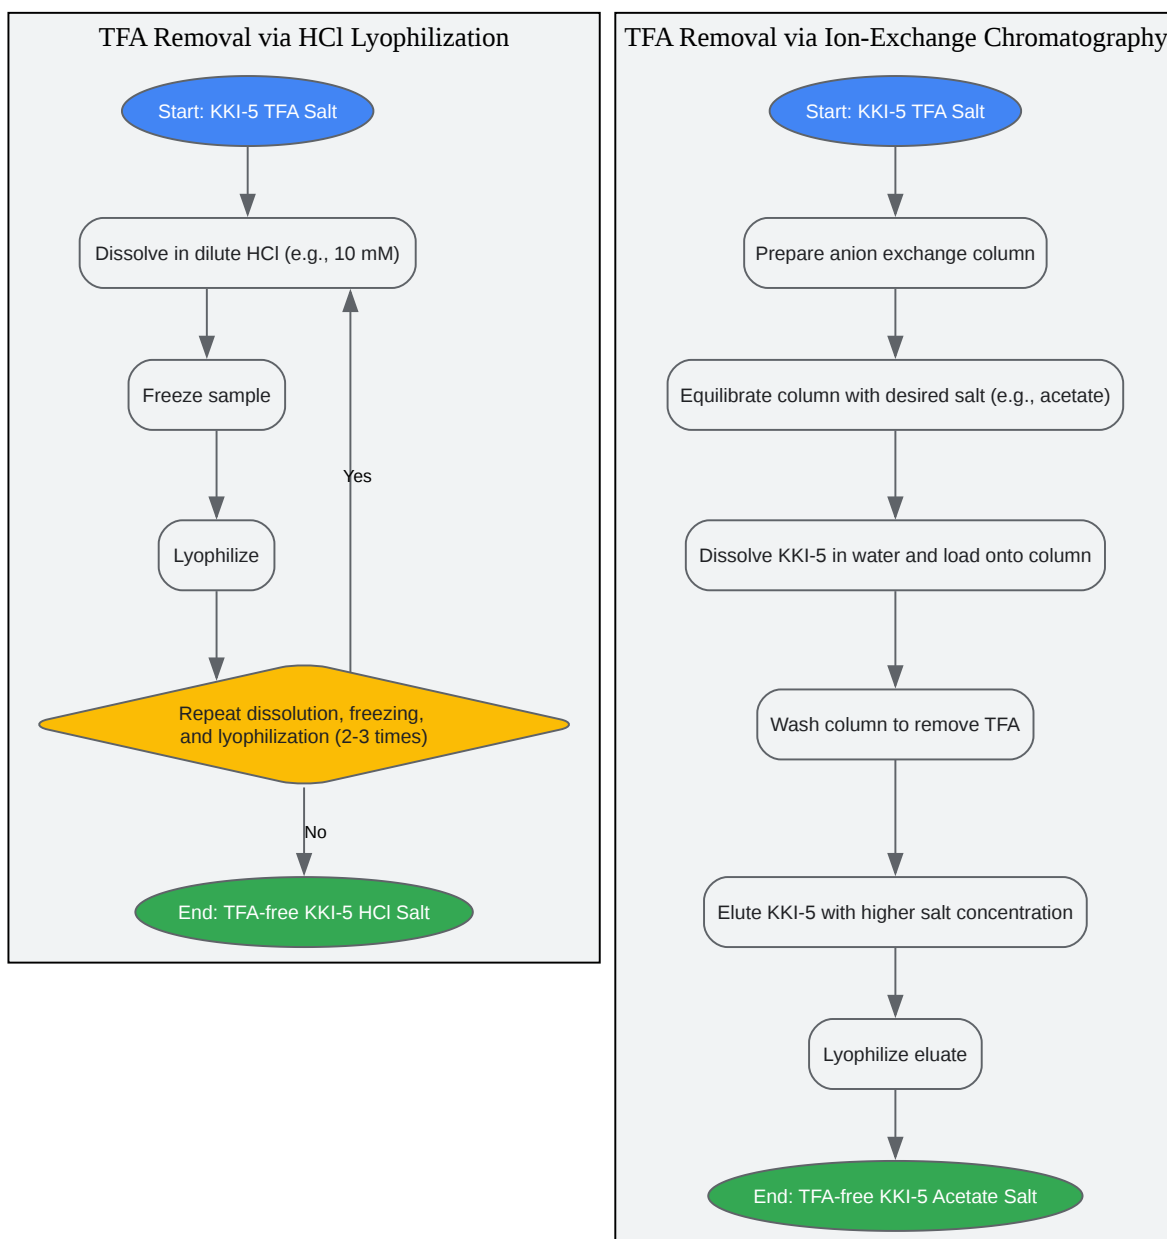 TFA Removal via HCl Lyophilization
Start: KKI-5 TFA Salt
Dissolve in dilute HCl (e.g., 10 mM)
Freeze sample
Yes
Lyophilize
Repeat dissolution, freezing,
and lyophilization (2-3 times)
No
End: TFA-free KKI-5 HCl Salt
TFA Removal via Ion-Exchange Chromatography
Start: KKI-5 TFA Salt
Prepare anion exchange column
Equilibrate column with desired salt (e.g., acetate)
Dissolve KKI-5 in water and load onto column
Wash column to remove TFA
Elute KKI-5 with higher salt concentration
Lyophilize eluate
End: TFA-free KKI-5 Acetate Salt